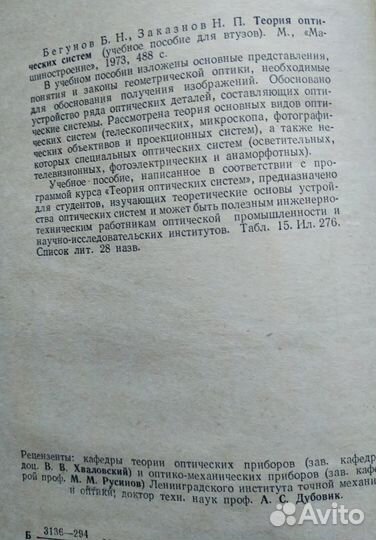 Бегунов Б. Н., Заказнов Н. П. Теория опти-
ческих систем (учебное пособие для втузов). М., «Ма-
шиностроение», 1973, 488 с.
В учебном пособии изложены основные представления,
понятия и законы геометрической оптики, необходимые
для обоснования получения изображений. Обосновано
устройство ряда оптических деталей, составляющих опти-
ческие системы. Рассмотрена теория основных видов опти-
ческих систем (телескопических, микроскопа, фотографи-
ческих объективов и проекционных систем), а также не-
которых специальных оптических систем (осветительных,
телевизионных, фотоэлектрических и анаморфотных).
Учебное пособие, написанное в соответствии с про-
граммой курса «Теория оптических систем», предназначено
для студентов, изучающих теоретические основы устрой-
ства оптических систем и может быть полезным инженерно-
техническим работникам оптической промышленности и
научно-исследовательских институтов. Табл. 15. Ил. 276.
Список лит. 28 назв.
Рецензенты: кафедры теории оптических приборов (зав. кафедр
доц. В. В. Хваловский) и оптико-механических приборов (зав. кафед
рой проф. М. М. Русинов) Ленинградского института точной механи
и оптики; доктор техн. наук проф. А. С. Дубовик.
Б 3136-294
Avito